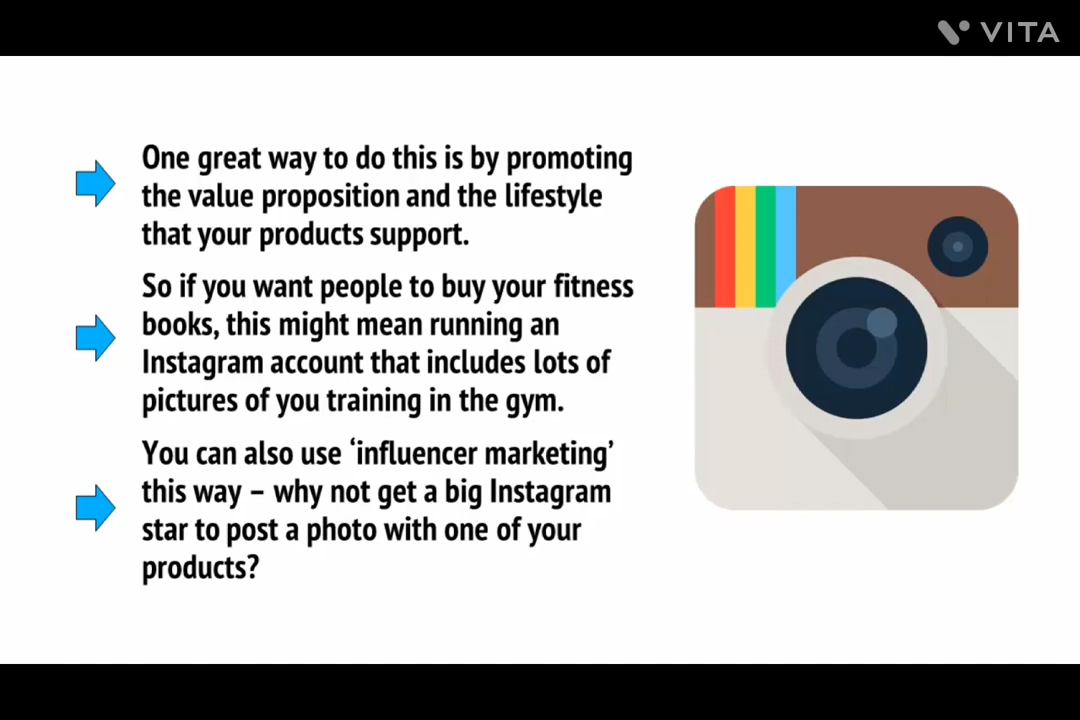 VITA
One great way to do this is by promoting
the value proposition and the lifestyle
that your products support.
So if you want people to buy your fitness
books, this might mean running an
Instagram account that includes lots of
pictures of you training in the gym.
You can also use ‘influencer marketing’
this way – why not get a big Instagram
star to post a photo with one of your
products?